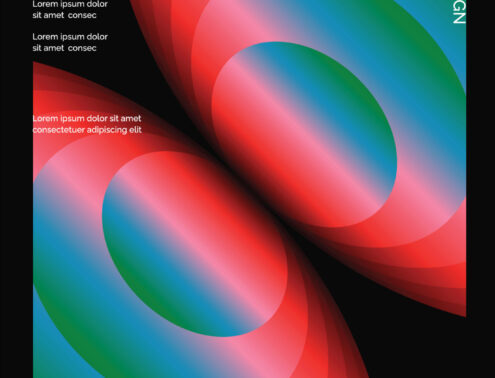 Lorem ipsum dolor
sit amet consec
Lorem ipsum dolor
sit amet consec
GN
Lorem ipsum dolor sit amet
consectetuer adipiscing elit